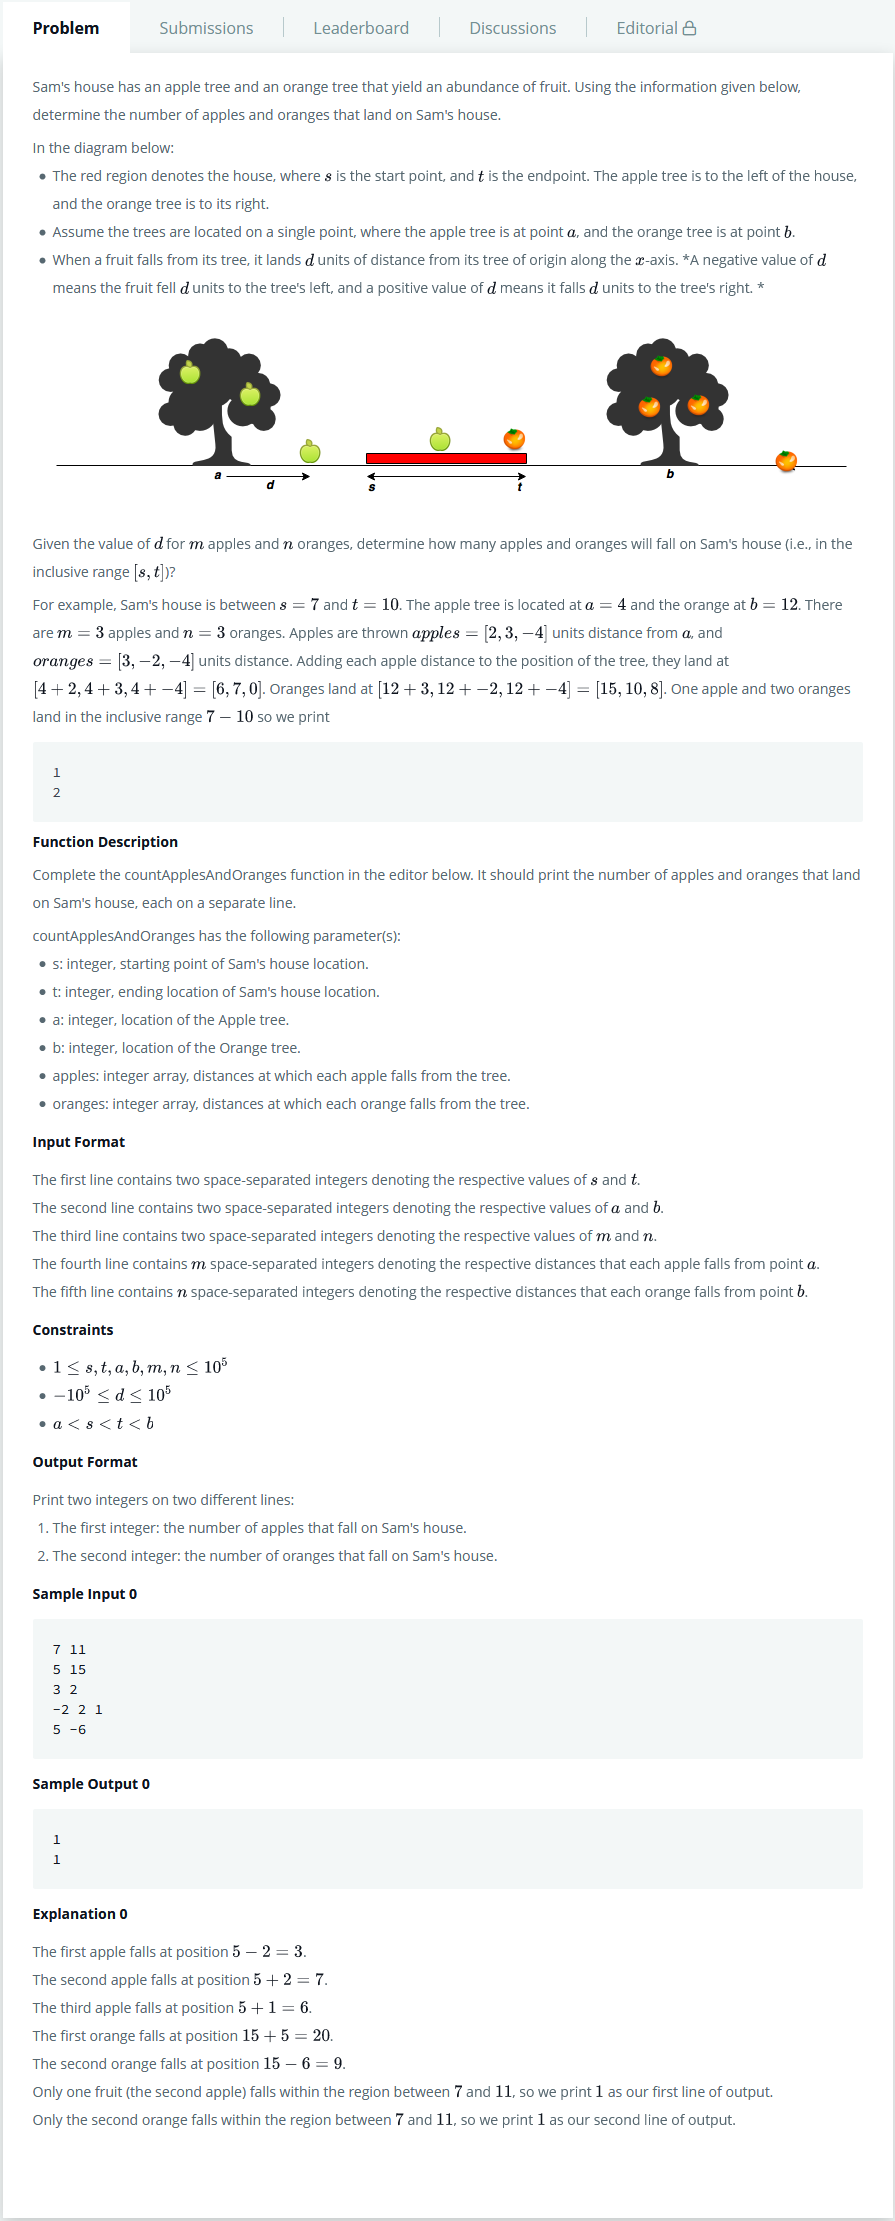 Problem
Submissions
Leaderboard
Discussions
Editorial
Sam's house has an apple tree and an orange tree that yield an abundance of fruit. Using the information given below,
determine the number of apples and oranges that land on Sam's house.
In the diagram below:
• The red region denotes the house, where s is the start point, and t is the endpoint. The apple tree is to the left of the house,
and the orange tree is to its right.
• Assume the trees are located on a single point, where the apple tree is at point a, and the orange tree is at point b.
• When a fruit falls from its tree, it lands d units of distance from its tree of origin along the x-axis. *A negative value of d
means the fruit fell d units to the tree's left, and a positive value of d means it falls d units to the tree's right. *
a
d
s
t
b
Given the value of d for m apples and n oranges, determine how many apples and oranges will fall on Sam's house (i.e., in the
inclusive range [s, t])?
For example, Sam's house is between s = 7 and t = 10. The apple tree is located at a = 4 and the orange at b = 12. There
are m = 3 apples and n = 3 oranges. Apples are thrown apples = [2, 3, −4] units distance from a, and
oranges = [3, −2, −4] units distance. Adding each apple distance to the position of the tree, they land at
[4 + 2, 4 + 3, 4 + −4] = [6, 7, 0]. Oranges land at [12 + 3, 12 + −2, 12 + −4] = [15, 10, 8]. One apple and two oranges
land in the inclusive range 7 − 10 so we print
1
2
Function Description
Complete the countApplesAndOranges function in the editor below. It should print the number of apples and oranges that land
on Sam's house, each on a separate line.
countApplesAndOranges has the following parameter(s):
• s: integer, starting point of Sam's house location.
• t: integer, ending location of Sam's house location.
• a: integer, location of the Apple tree.
• b: integer, location of the Orange tree.
• apples: integer array, distances at which each apple falls from the tree.
• oranges: integer array, distances at which each orange falls from the tree.
Input Format
The first line contains two space-separated integers denoting the respective values of s and t.
The second line contains two space-separated integers denoting the respective values of a and b.
The third line contains two space-separated integers denoting the respective values of m and n.
The fourth line contains m space-separated integers denoting the respective distances that each apple falls from point a.
The fifth line contains n space-separated integers denoting the respective distances that each orange falls from point b.
Constraints
• 1 ≤ s, t, a, b, m, n ≤ 10⁵
• −10⁵ ≤ d ≤ 10⁵
• a < s < t < b
Output Format
Print two integers on two different lines:
1. The first integer: the number of apples that fall on Sam's house.
2. The second integer: the number of oranges that fall on Sam's house.
Sample Input 0
7 11
5 15
3 2
-2 2 1
5 -6
Sample Output 0
1
1
Explanation 0
The first apple falls at position 5 − 2 = 3.
The second apple falls at position 5 + 2 = 7.
The third apple falls at position 5 + 1 = 6.
The first orange falls at position 15 + 5 = 20.
The second orange falls at position 15 − 6 = 9.
Only one fruit (the second apple) falls within the region between 7 and 11, so we print 1 as our first line of output.
Only the second orange falls within the region between 7 and 11, so we print 1 as our second line of output.